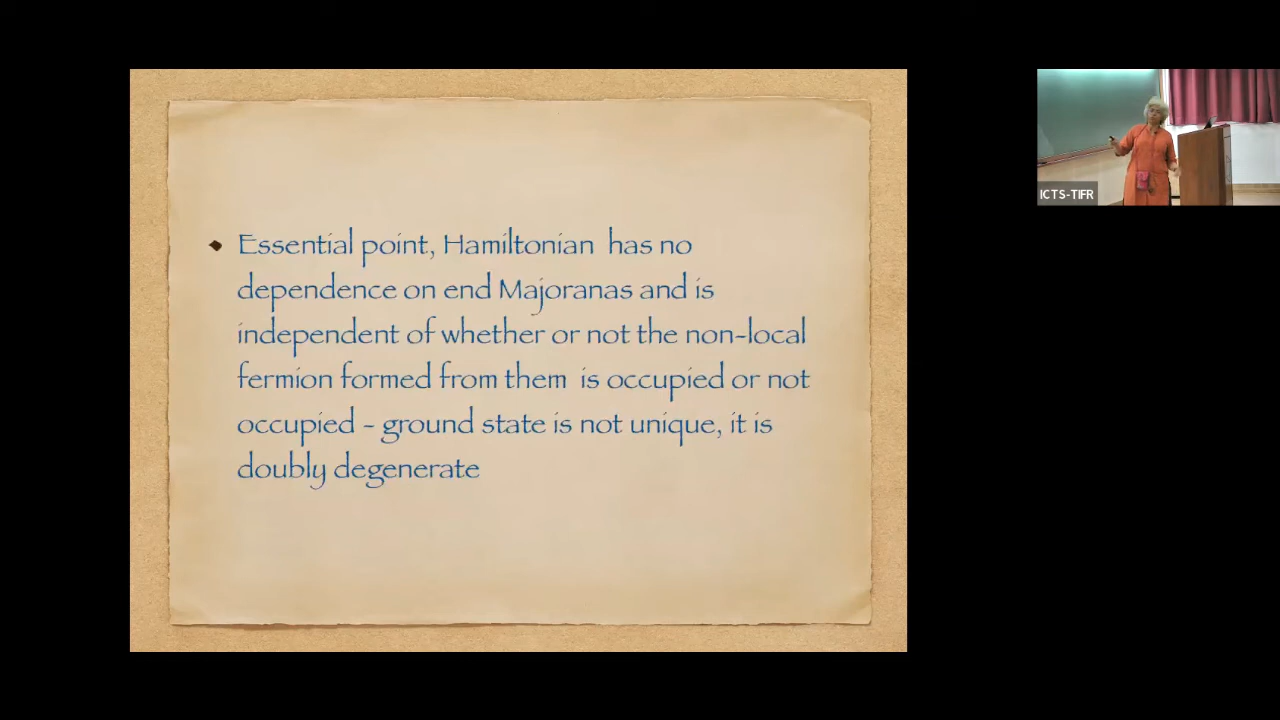 Essential point, Hamiltonian has no
dependence on end Majoranas and is
independent of whether or not the non-local
fermion formed from them is occupied or not
occupied - ground state is not unique, it is
doubly degenerate
ICTS-TIFR